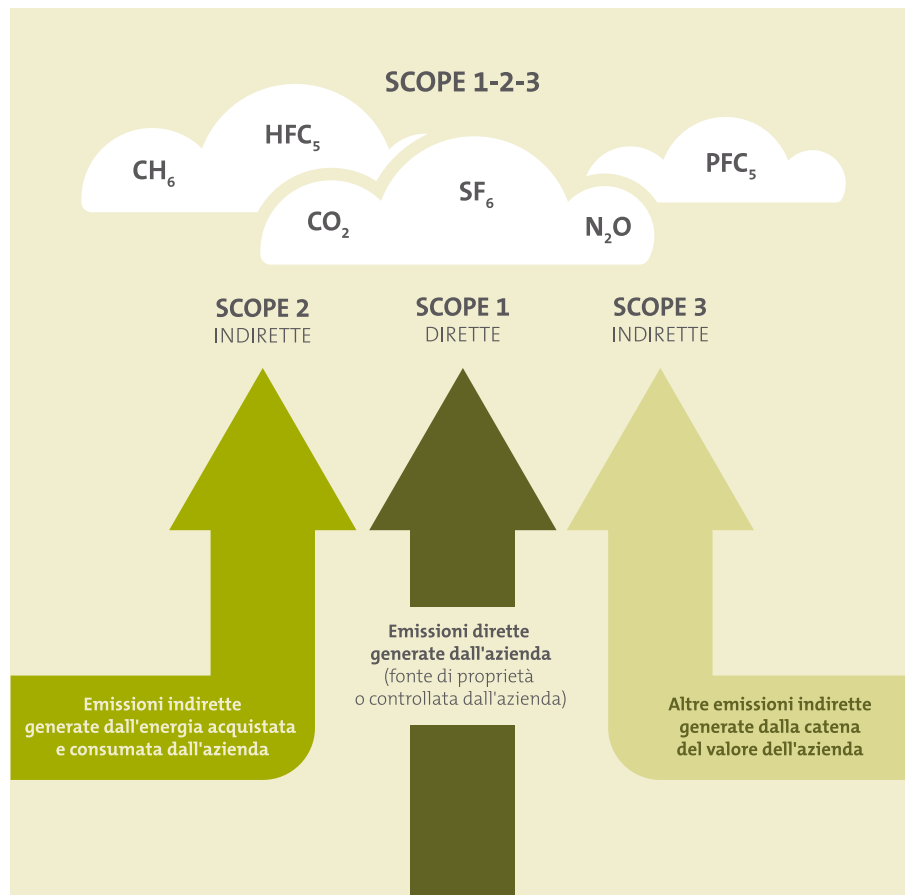 SCOPE 1-2-3
HFC₅
CH₆
PFC₅
SF₆
CO₂
N₂O
SCOPE 2
INDIRETTE
SCOPE 1
DIRETTE
SCOPE 3
INDIRETTE
Emissioni dirette
generate dall'azienda
(fonte di proprietà
o controllata dall'azienda)
Emissioni indirette
generate dall'energia acquistata
e consumata dall'azienda
Altre emissioni indirette
generate dalla catena
del valore dell'azienda